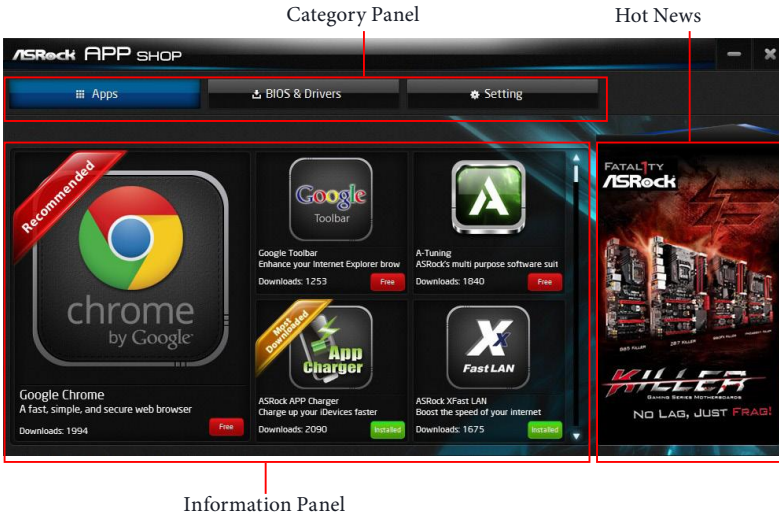 Category Panel
Hot News
ASRock APP SHOP
Apps
BIOS & Drivers
Setting
Recommended
chrome
by Google
Google Chrome
A fast, simple, and secure web browser
Downloads: 1994
Free
Google
Toolbar
Google Toolbar
Enhance your Internet Explorer brow
Downloads: 1253
Free
A
A-Tuning
ASRock's multi purpose software suit
Downloads: 1840
Free
Most
Downloaded
App
Charger
ASRock APP Charger
Charge up your iDevices faster
Downloads: 2090
Installed
X
Fast LAN
ASRock XFast LAN
Boost the speed of your internet
Downloads: 1675
Installed
FATAL1TY
ASRock
Z87 KILLER
KILLER
GAMING SERIES MOTHERBOARDS
NO LAG, JUST FRAG!
Information Panel